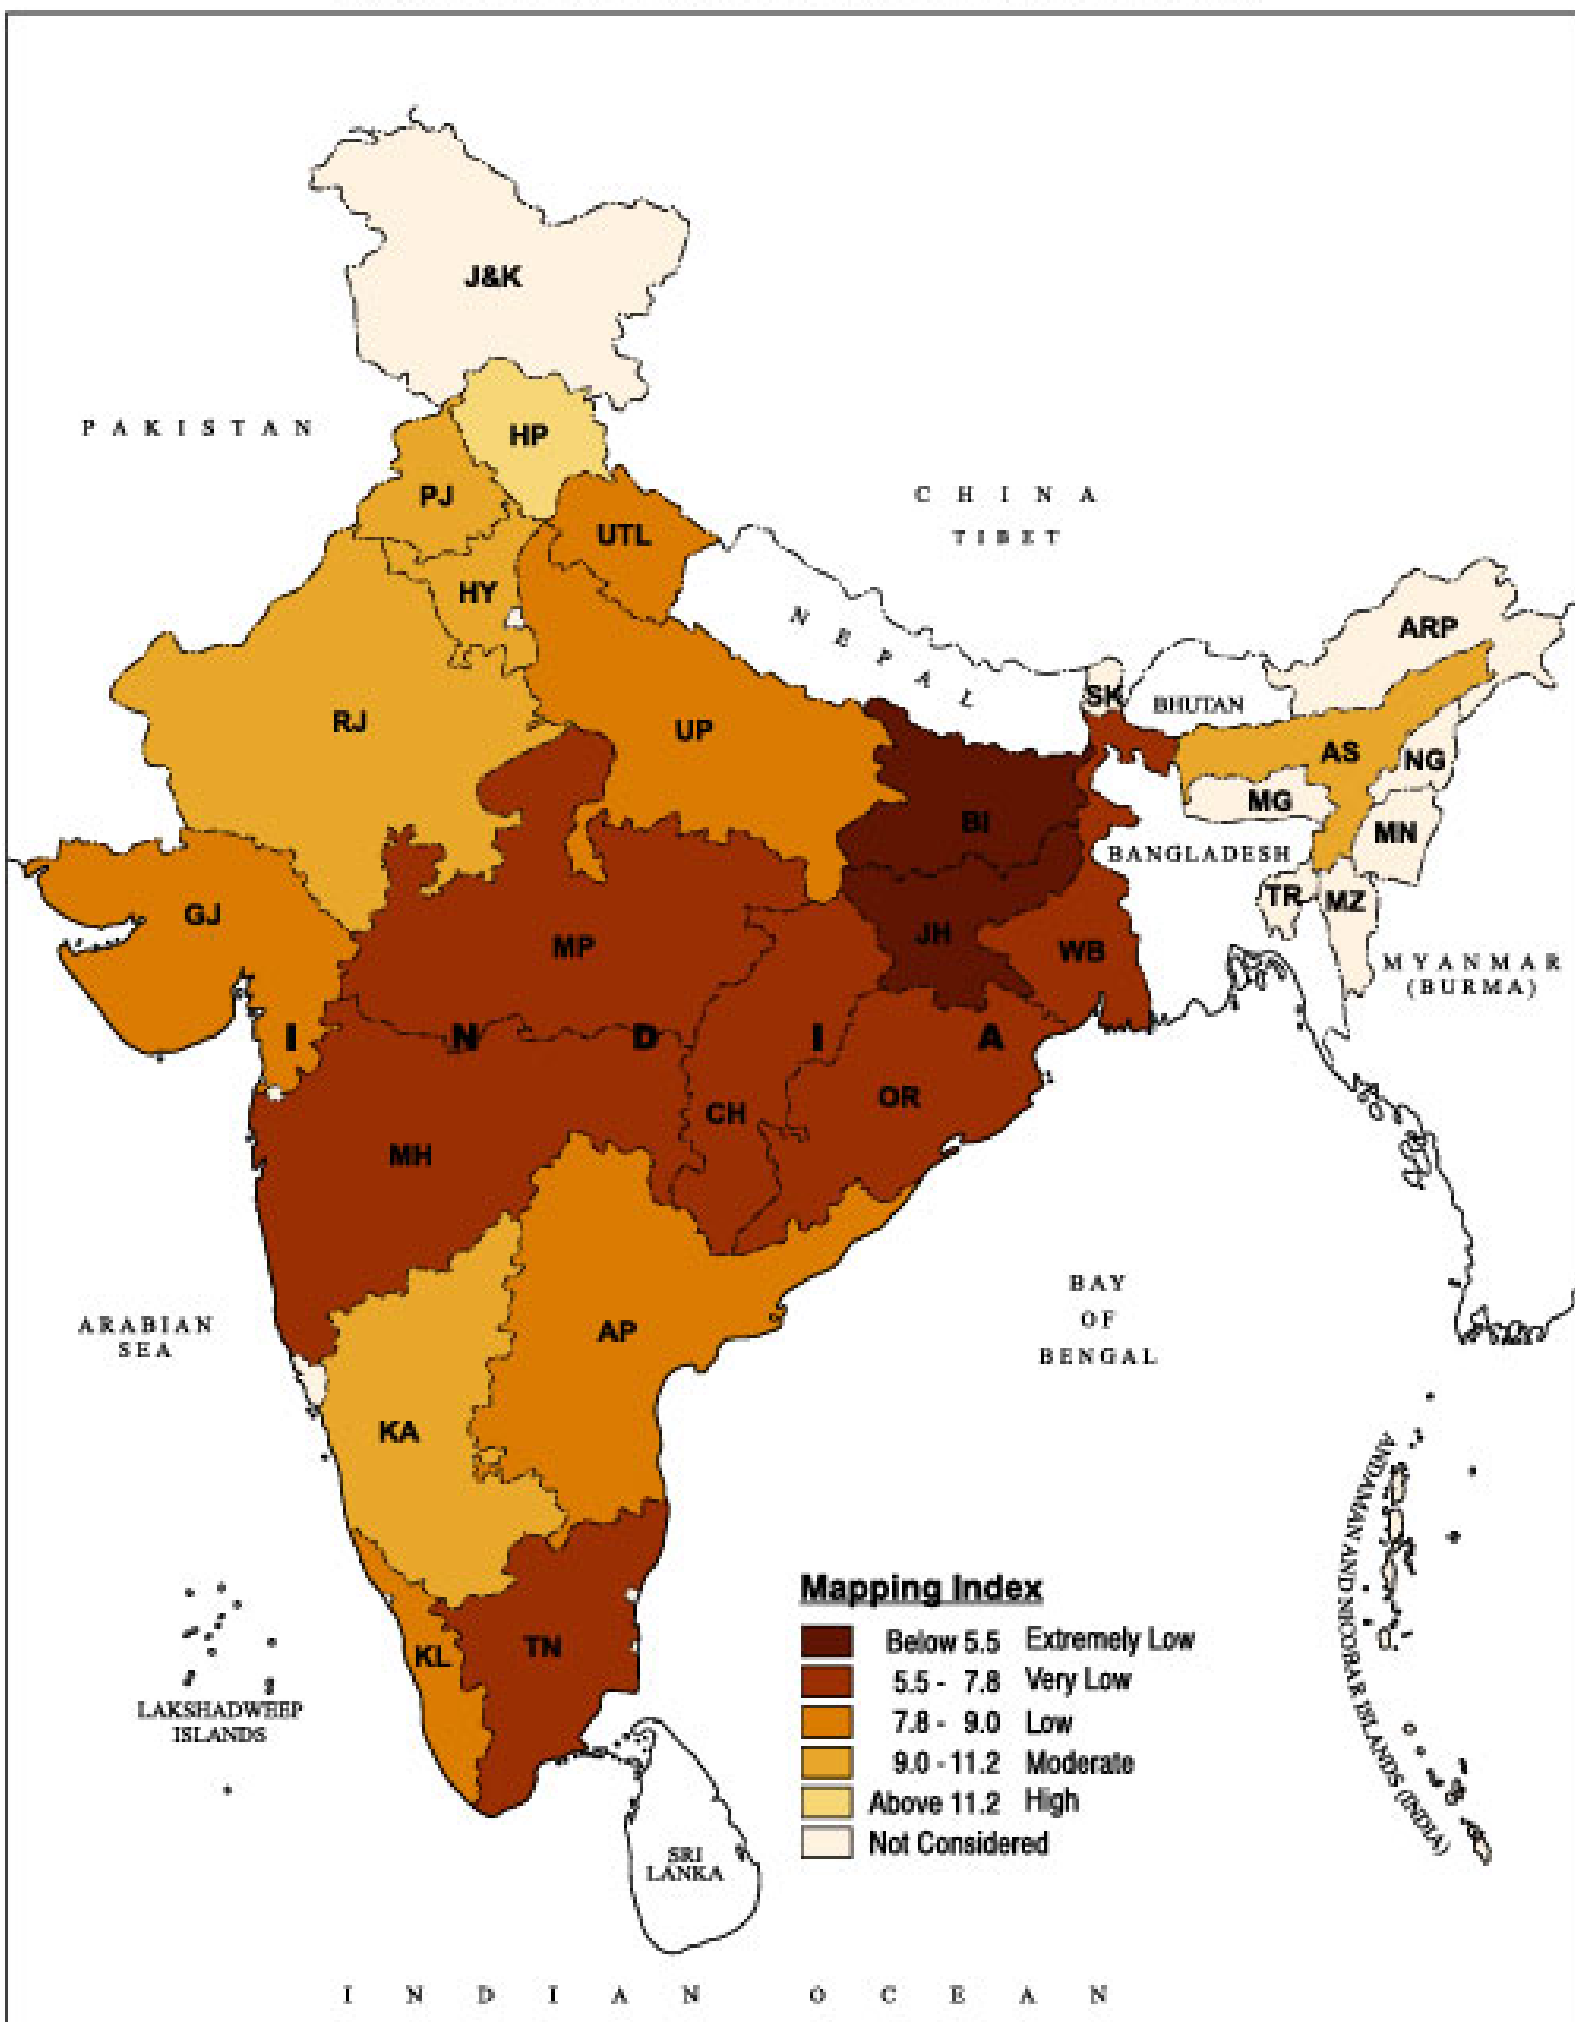 J&K
PAKISTAN
HP
PJ
CHINA
TIBET
UTL
HY
NEPAL
ARP
SK
BHUTAN
RJ
UP
AS
NG
MG
BI
MN
BANGLADESH
GJ
TR
MZ
JH
MP
WB
MYANMAR
(BURMA)
INDIA
OR
CH
MH
BAY
OF
BENGAL
ARABIAN
SEA
AP
KA
ANDAMAN AND NICOBAR ISLANDS (INDIA)
Mapping Index
Below 5.5 Extremely Low
5.5 - 7.8 Very Low
7.8 - 9.0 Low
9.0 - 11.2 Moderate
Above 11.2 High
Not Considered
KL
TN
LAKSHADWEEP
ISLANDS
SRI
LANKA
INDIAN OCEAN